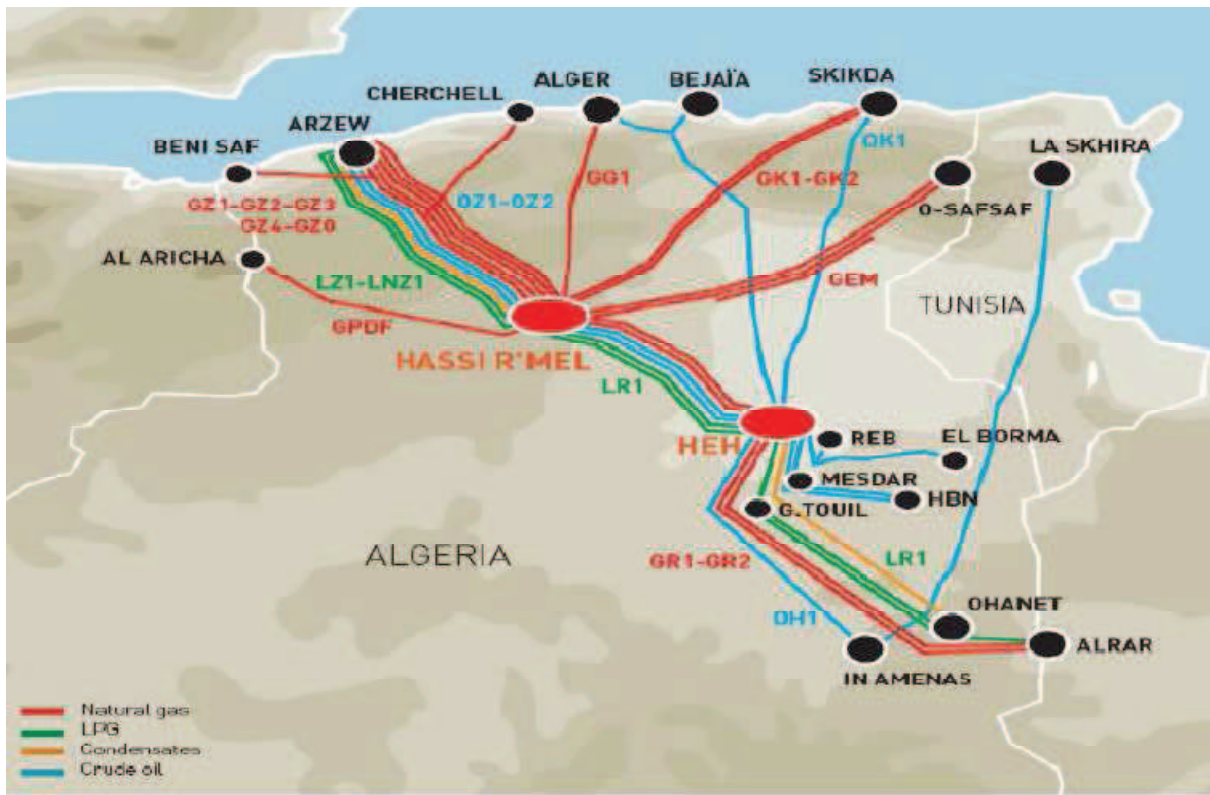 SKIKDA
ALGER
BEJAÏA
CHERCHELL
ARZEW
BENI SAF
OK1
LA SKHIRA
GG1
GK1-GK2
GZ1-GZ2-GZ3
OZ1-OZ2
O-SAFSAF
GZ4-GZ0
AL ARICHA
LZ1-LNZ1
GEM
TUNISIA
GPDF
HASSI R'MEL
LR1
HEH
REB
EL BORMA
MESDAR
HBN
G.TOUIL
ALGERIA
GR1-GR2
LR1
OHANET
OH1
ALRAR
IN AMENAS
Natural gas
LPG
Condensates
Crude oil